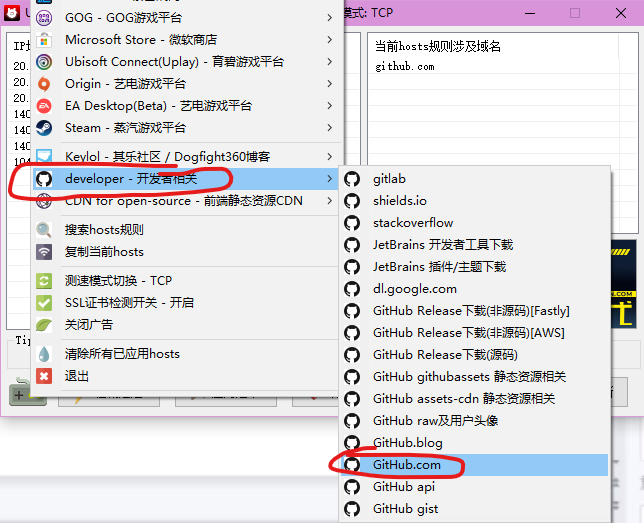 模式: TCP
GOG - GOG游戏平台
Microsoft Store - 微软商店
Ubisoft Connect(Uplay) - 育碧游戏平台
Origin - 艺电游戏平台
EA Desktop(Beta) - 艺电游戏平台
Steam - 蒸汽游戏平台
Keylol - 其乐社区 / Dogfight360博客
developer - 开发者相关
CDN for open-source - 前端静态资源CDN
搜索hosts规则
复制当前hosts
测速模式切换 - TCP
SSL证书检测开关 - 开启
关闭广告
清除所有已应用hosts
退出
当前hosts规则涉及域名
github.com
gitlab
shields.io
stackoverflow
JetBrains 开发者工具下载
JetBrains 插件/主题下载
dl.google.com
GitHub Release下载(非源码)[Fastly]
GitHub Release下载(非源码)[AWS]
GitHub Release下载(源码)
GitHub githubassets 静态资源相关
GitHub assets-cdn 静态资源相关
GitHub raw及用户头像
GitHub.blog
GitHub.com
GitHub api
GitHub gist